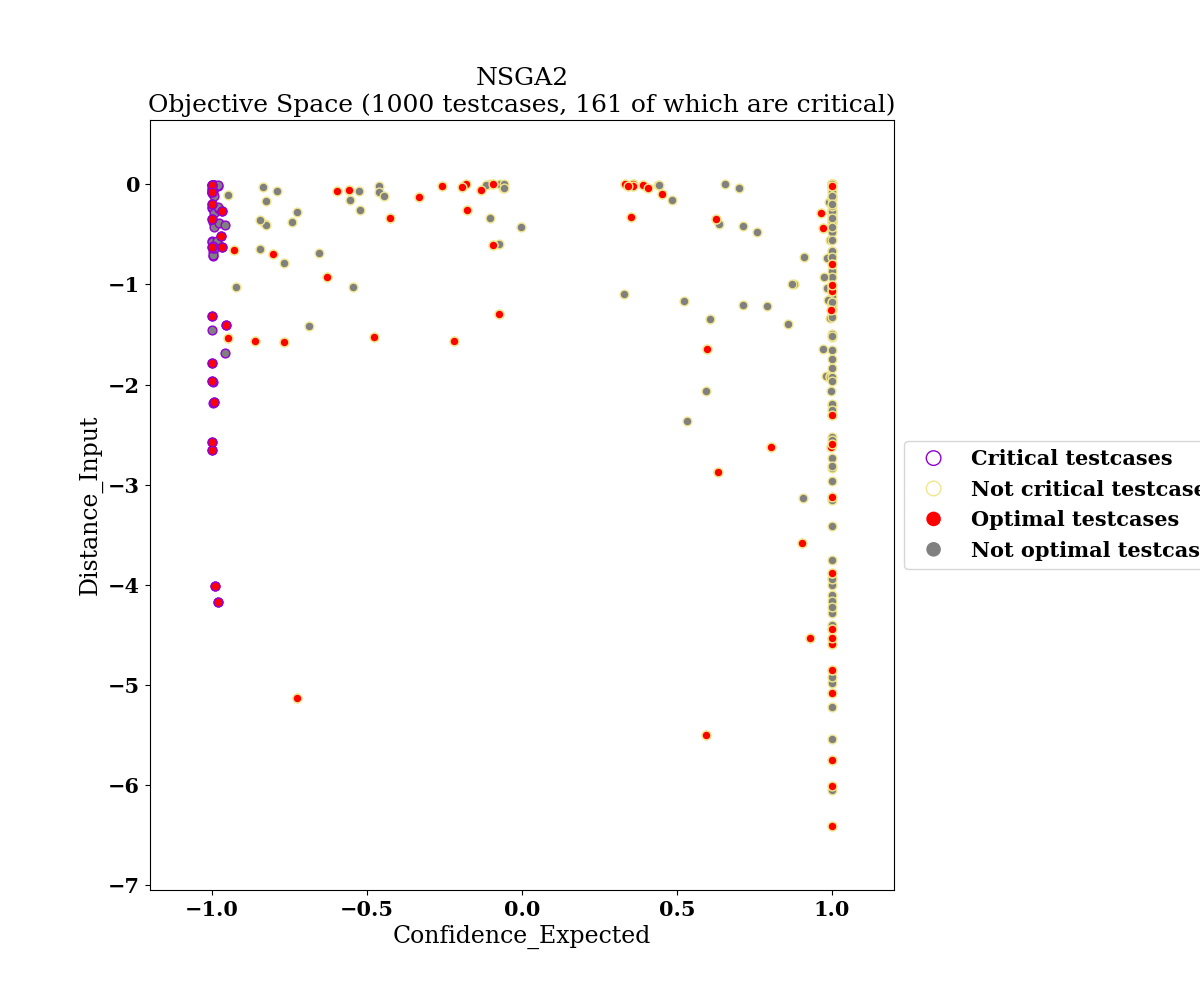 NSGA2
Objective Space (1000 testcases, 161 of which are critical)
0
−1
−2
−3
−4
−5
−6
−7
Distance_Input
−1.0
−0.5
0.0
0.5
1.0
Confidence_Expected
Critical testcases
Not critical testcase
Optimal testcases
Not optimal testcas